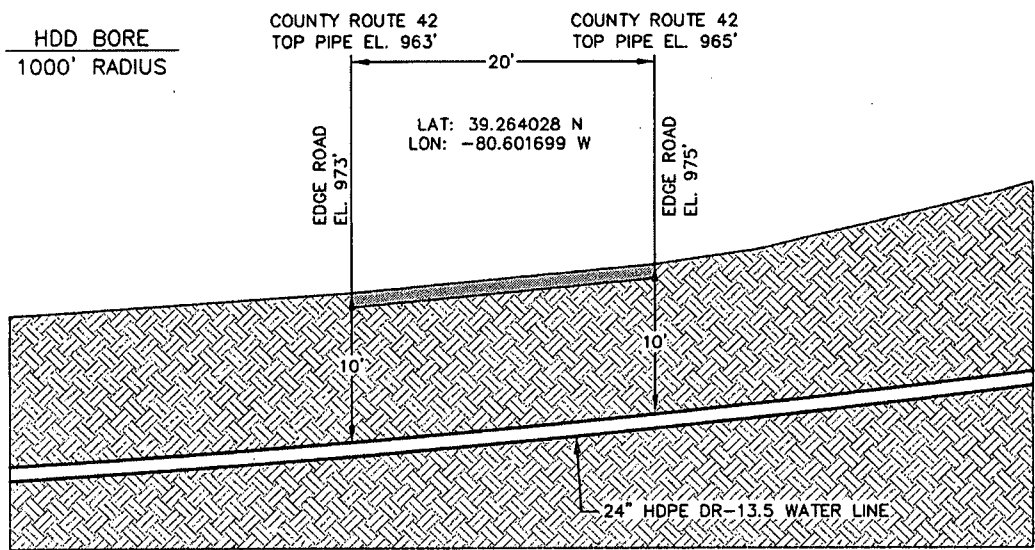 HDD BORE
1000' RADIUS
COUNTY ROUTE 42
TOP PIPE EL. 963'
COUNTY ROUTE 42
TOP PIPE EL. 965'
20'
LAT: 39.264028 N
LON: -80.601699 W
EDGE ROAD
EL. 973'
EDGE ROAD
EL. 975'
10'
10'
24" HDPE DR-13.5 WATER LINE